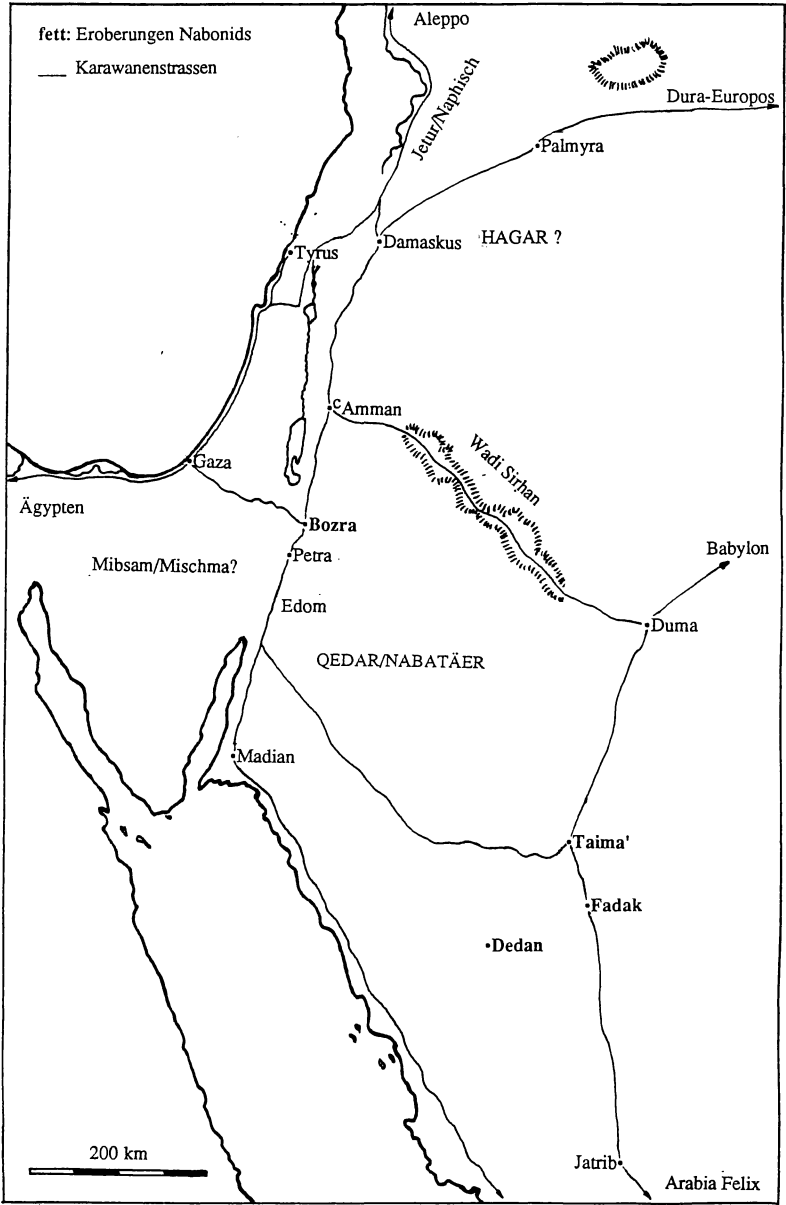 Aleppo
fett: Eroberungen Nabonids
___ Karawanenstrassen
Jetur/Naphisch
Dura-Europos
Palmyra
Damaskus
HAGAR ?
Tyrus
ᶜAmman
Wadi Sirḥan
Gaza
Ägypten
Bozra
Babylon
Petra
Mibsam/Mischma?
Edom
Duma
QEDAR/NABATÄER
Madian
Taima'
Fadak
Dedan
200 km
Jatrib
Arabia Felix